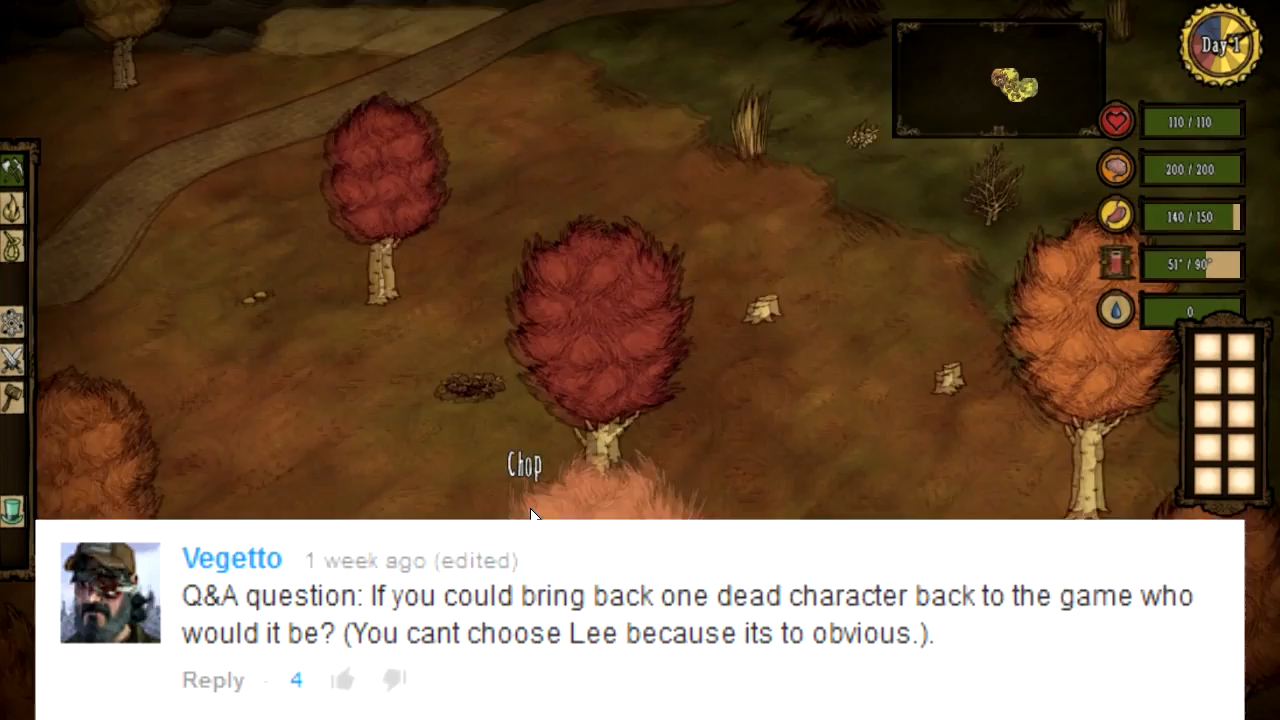 Day 1
110 / 110
200 / 200
140 / 150
51° / 90°
0
Chop
Vegetto 1 week ago (edited)
Q&A question: If you could bring back one dead character back to the game who
would it be? (You cant choose Lee because its to obvious.).
Reply · 4